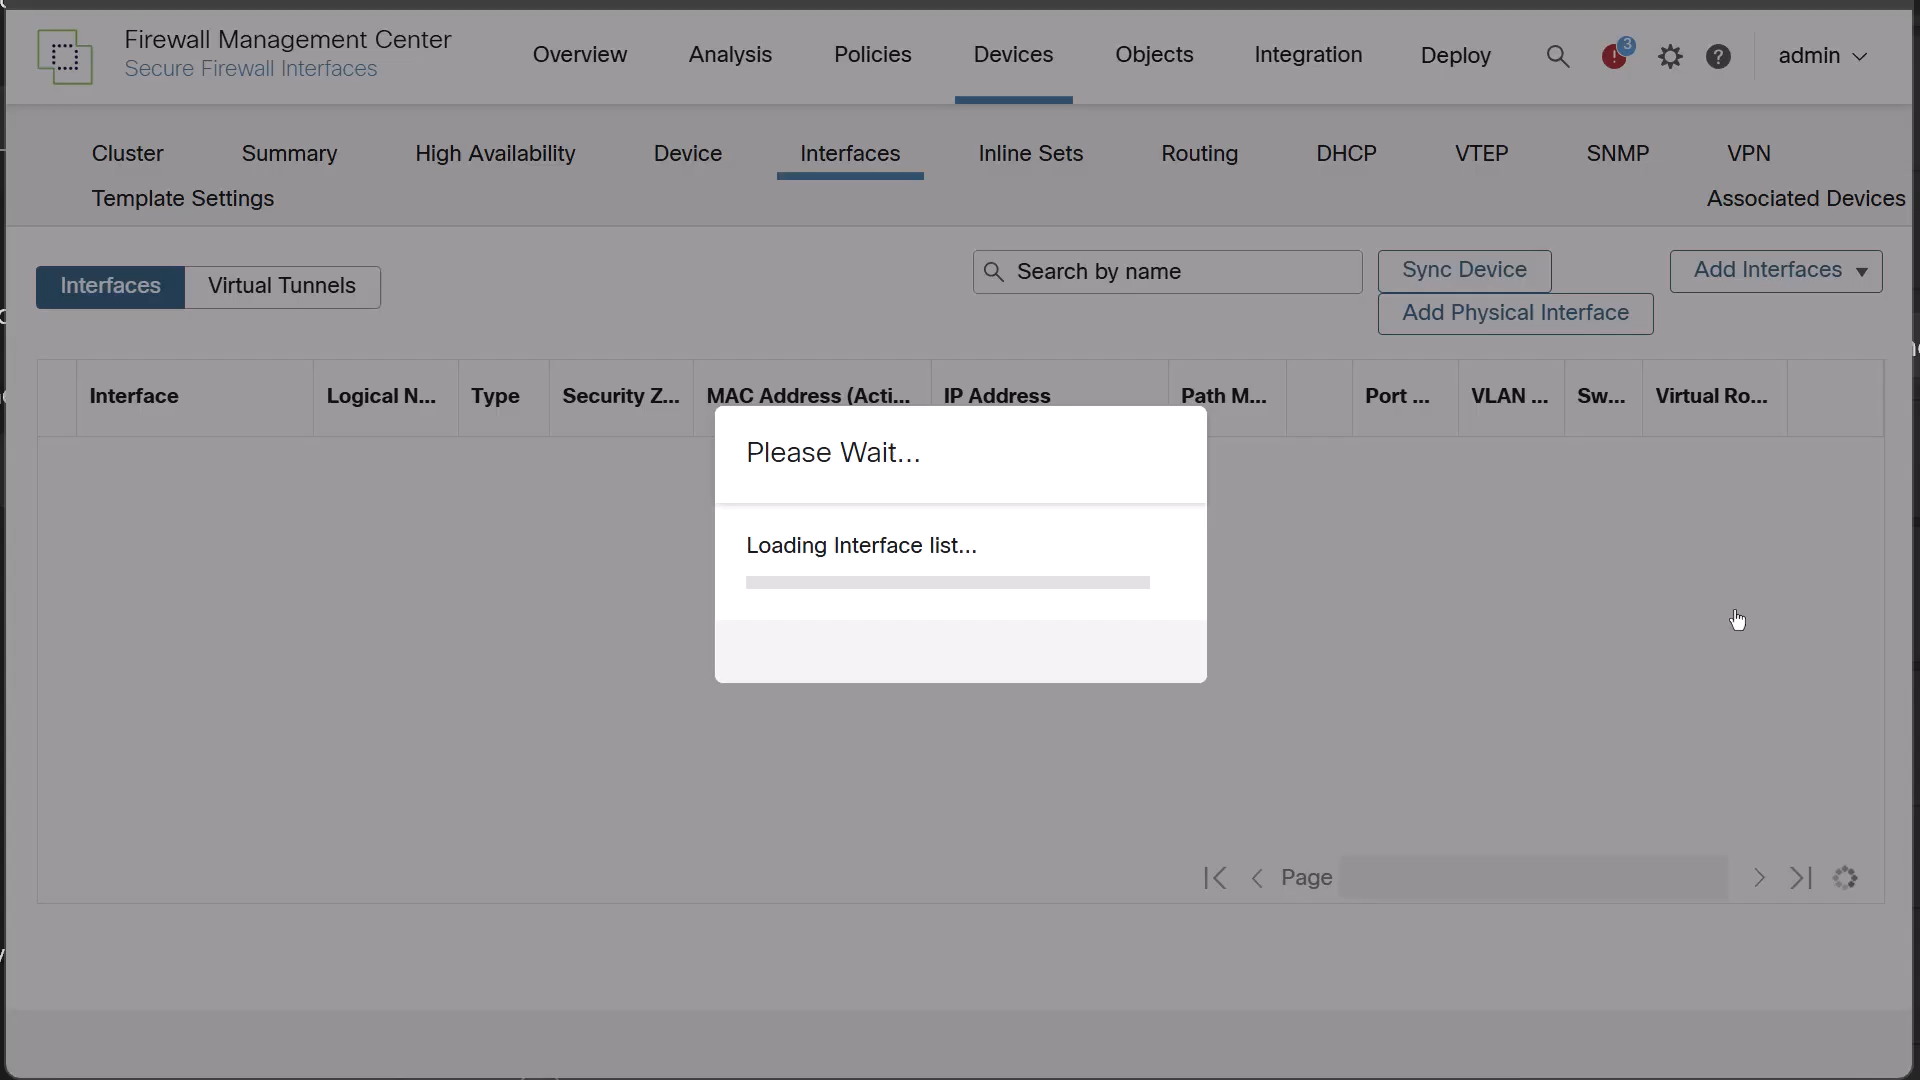 Firewall Management Center
Secure Firewall Interfaces
Overview
Analysis
Policies
Devices
Objects
Integration
Deploy
3
admin
Cluster
Summary
High Availability
Device
Interfaces
Inline Sets
Routing
DHCP
VTEP
SNMP
VPN
Template Settings
Associated Devices
Interfaces
Virtual Tunnels
Search by name
Sync Device
Add Interfaces
Add Physical Interface
Interface
Logical N...
Type
Security Z...
MAC Address (Acti...
IP Address
Path M...
Port ...
VLAN ...
Sw...
Virtual Ro...
Please Wait...
Loading Interface list...
Page